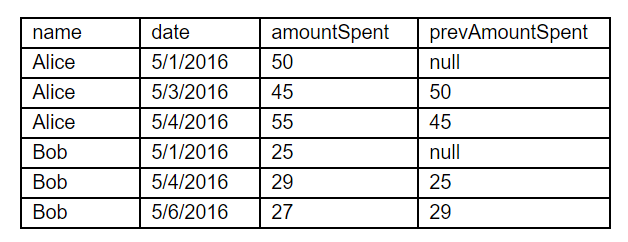 name date amountSpent prevAmountSpent
Alice 5/1/2016 50 null
Alice 5/3/2016 45 50
Alice 5/4/2016 55 45
Bob 5/1/2016 25 null
Bob 5/4/2016 29 25
Bob 5/6/2016 27 29